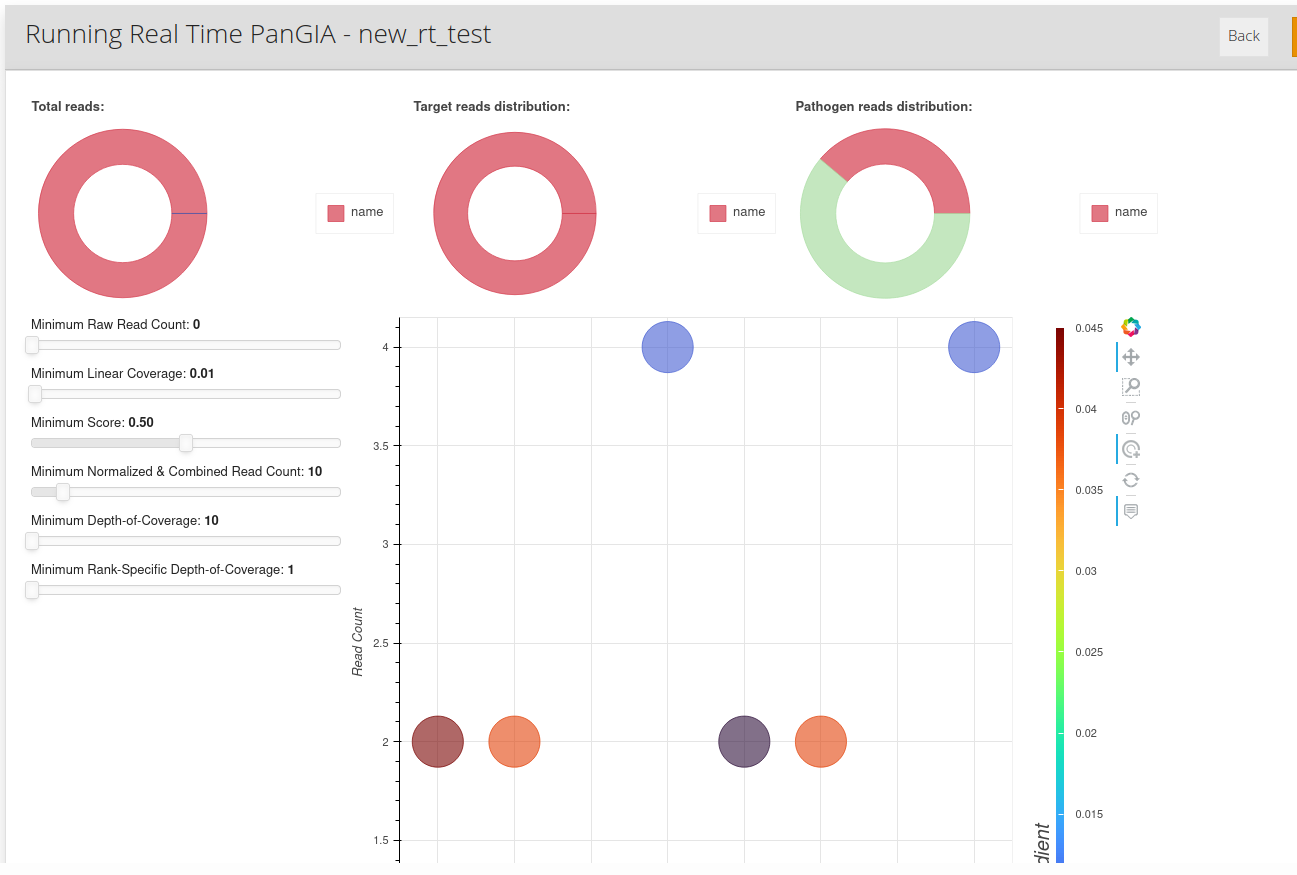 Running Real Time PanGIA - new_rt_test
Back
Total reads:
Target reads distribution:
Pathogen reads distribution:
name
name
name
Minimum Raw Read Count: 0
Minimum Linear Coverage: 0.01
Minimum Score: 0.50
Minimum Normalized & Combined Read Count: 10
Minimum Depth-of-Coverage: 10
Minimum Rank-Specific Depth-of-Coverage: 1
Read Count
4
3.5
3
2.5
2
1.5
0.045
0.04
0.035
0.03
0.025
0.02
0.015
dient